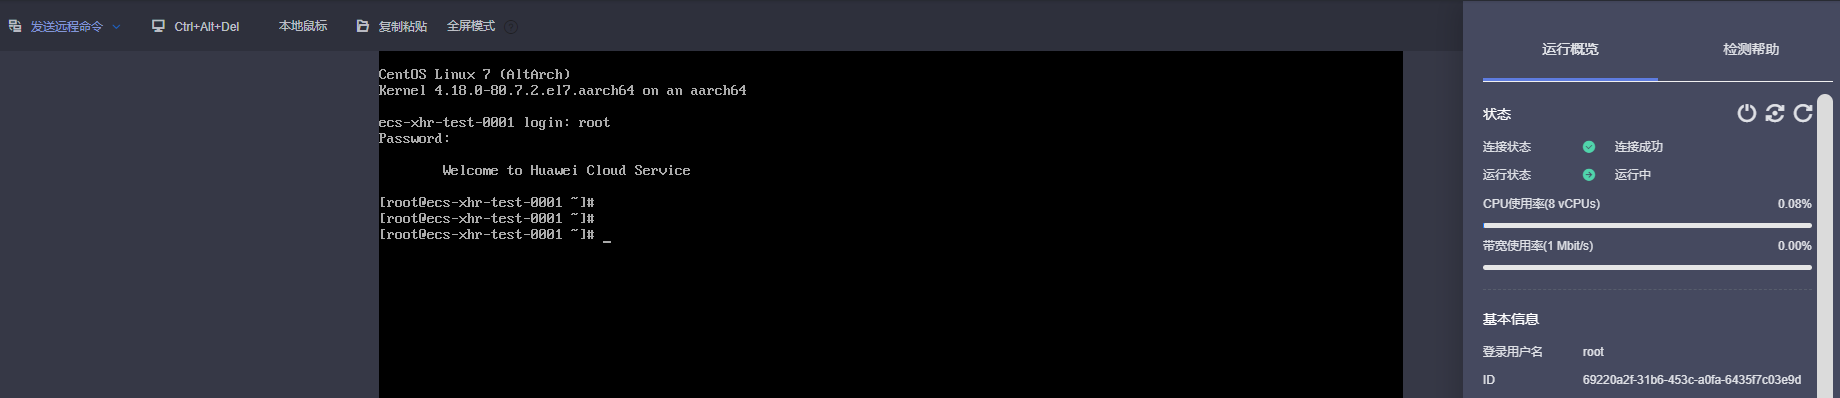 发送远程命令 Ctrl+Alt+Del 本地鼠标 复制粘贴 全屏模式 ?
CentOS Linux 7 (AltArch)
Kernel 4.18.0-80.7.2.el7.aarch64 on an aarch64
ecs-xhr-test-0001 login: root
Password:
Welcome to Huawei Cloud Service
[root@ecs-xhr-test-0001 ~]#
[root@ecs-xhr-test-0001 ~]#
[root@ecs-xhr-test-0001 ~]# _
运行概览 检测帮助
状态
连接状态 连接成功
运行状态 运行中
CPU使用率(8 vCPUs) 0.08%
带宽使用率(1 Mbit/s) 0.00%
基本信息
登录用户名 root
ID 69220a2f-31b6-453c-a0fa-6435f7c03e9d